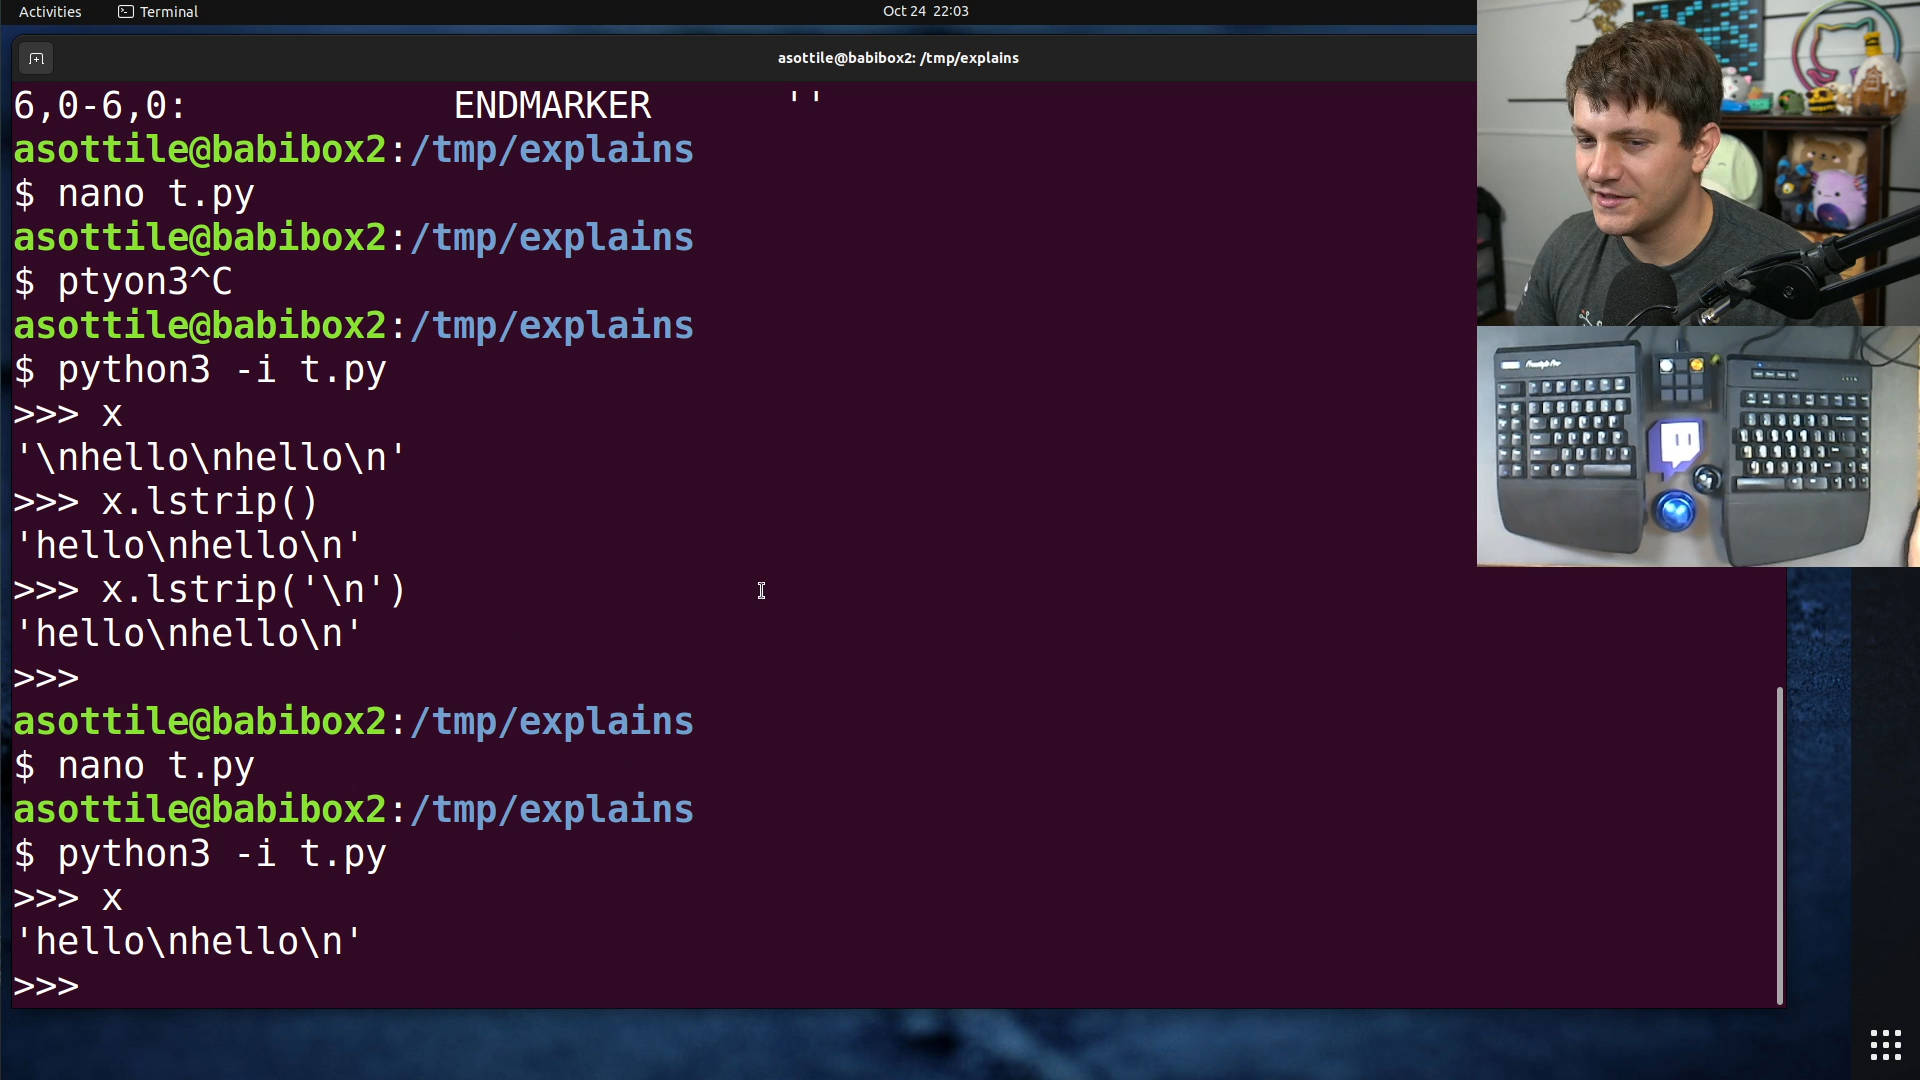 Activities
Terminal
Oct 24 22:03
asottile@babibox2: /tmp/explains
6,0-6,0: ENDMARKER ''
asottile@babibox2:/tmp/explains
$ nano t.py
asottile@babibox2:/tmp/explains
$ ptyon3^C
asottile@babibox2:/tmp/explains
$ python3 -i t.py
>>> x
'\nhello\nhello\n'
>>> x.lstrip()
'hello\nhello\n'
>>> x.lstrip('\n')
'hello\nhello\n'
>>>
asottile@babibox2:/tmp/explains
$ nano t.py
asottile@babibox2:/tmp/explains
$ python3 -i t.py
>>> x
'hello\nhello\n'
>>>
Freestyle Pro